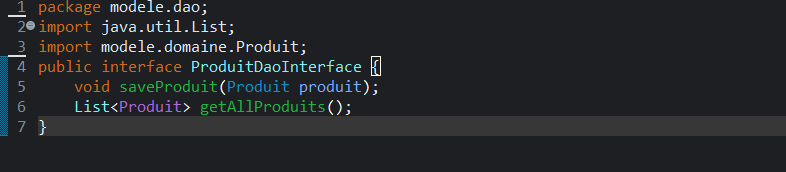 1 package modele.dao;
2 import java.util.List;
3 import modele.domaine.Produit;
4 public interface ProduitDaoInterface {
5     void saveProduit(Produit produit);
6     List<Produit> getAllProduits();
7 }